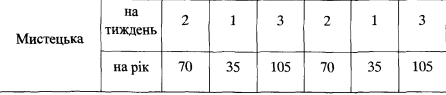 Мистецька
на тиждень 2 1 3 2 1 3
на рік 70 35 105 70 35 105